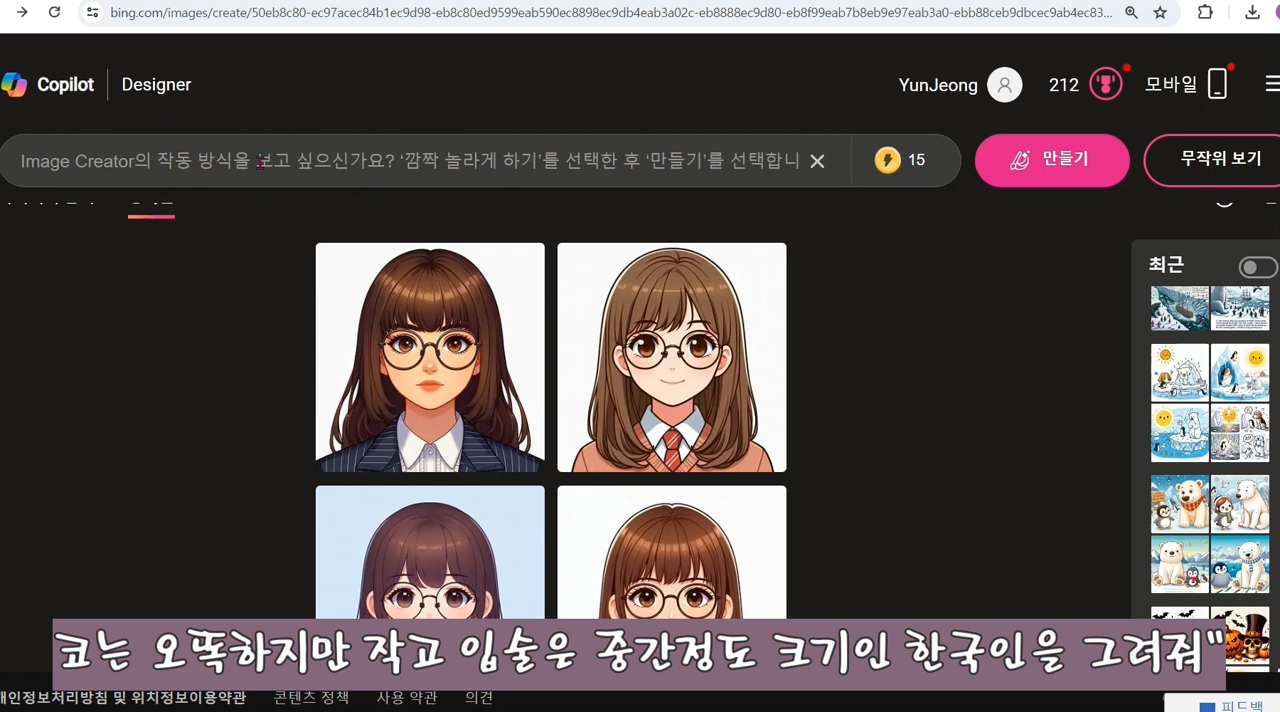 bing.com/images/create/50eb8c80-ec97acec84b1ec9d98-eb8c80ed9599eab590ec8898ec9db4eab3a02c-eb8888ec9d80-eb8f99eab7b8eb9e97eab3a0-ebb88ceb9dbcec9ab4ec83...
Copilot Designer
YunJeong 212 모바일
Image Creator의 작동 방식을 보고 싶으신가요? ‘깜짝 놀라게 하기’를 선택한 후 ‘만들기’를 선택합니
15 만들기 무작위 보기
최근
코는 오똑하지만 작고 입술은 중간정도 크기인 한국인을 그려줘"
개인정보처리방침 및 위치정보이용약관 콘텐츠 정책 사용 약관 의견
피드백